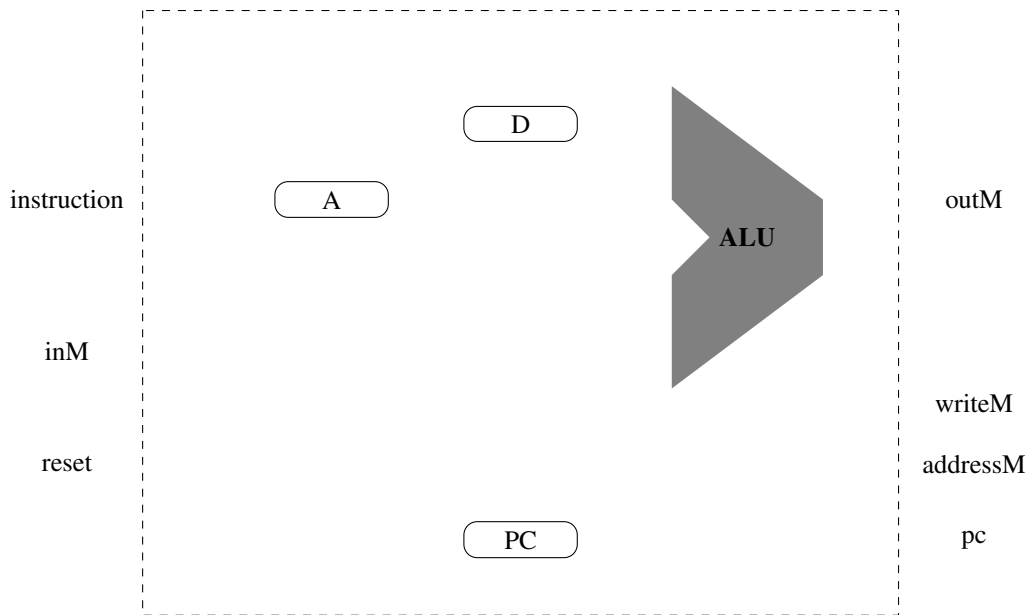 D
instruction
A
outM
ALU
inM
writeM
reset
addressM
PC
pc